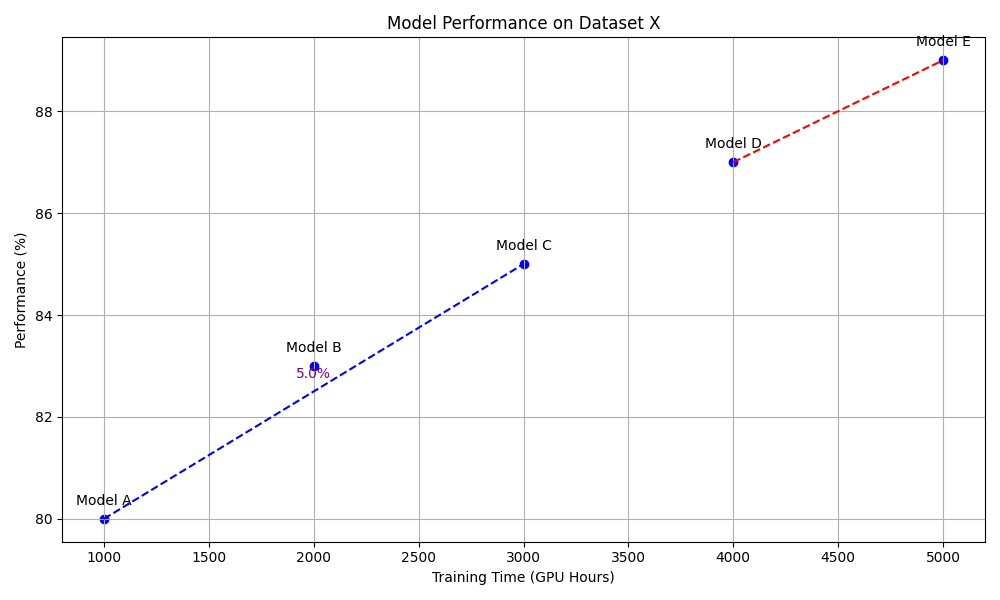 Model Performance on Dataset X
Model E
88
Model D
86
Model C
Performance (%)
84
Model B
5.0%
82
Model A
80
1000 1500 2000 2500 3000 3500 4000 4500 5000
Training Time (GPU Hours)